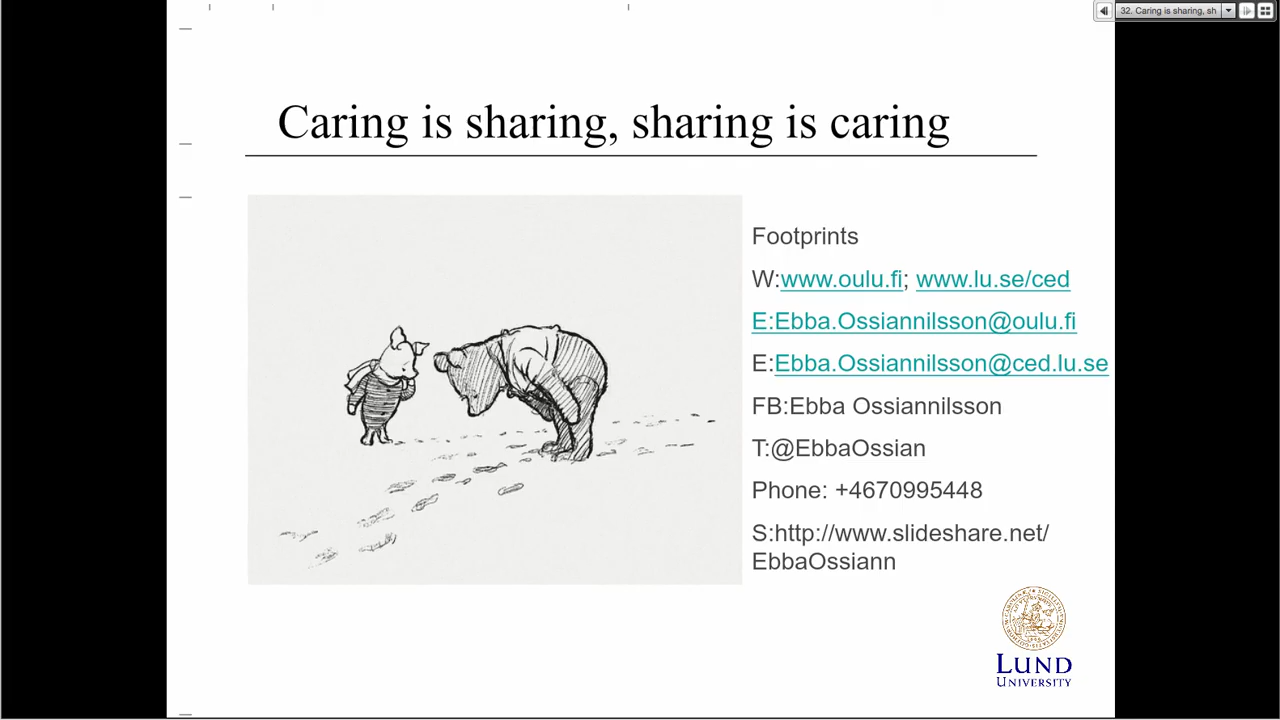 32. Caring is sharing, sh
Caring is sharing, sharing is caring
Footprints
W:www.oulu.fi; www.lu.se/ced
E:Ebba.Ossiannilsson@oulu.fi
E:Ebba.Ossiannilsson@ced.lu.se
FB:Ebba Ossiannilsson
T:@EbbaOssian
Phone: +4670995448
S:http://www.slideshare.net/
EbbaOssiann
LUND
UNIVERSITY